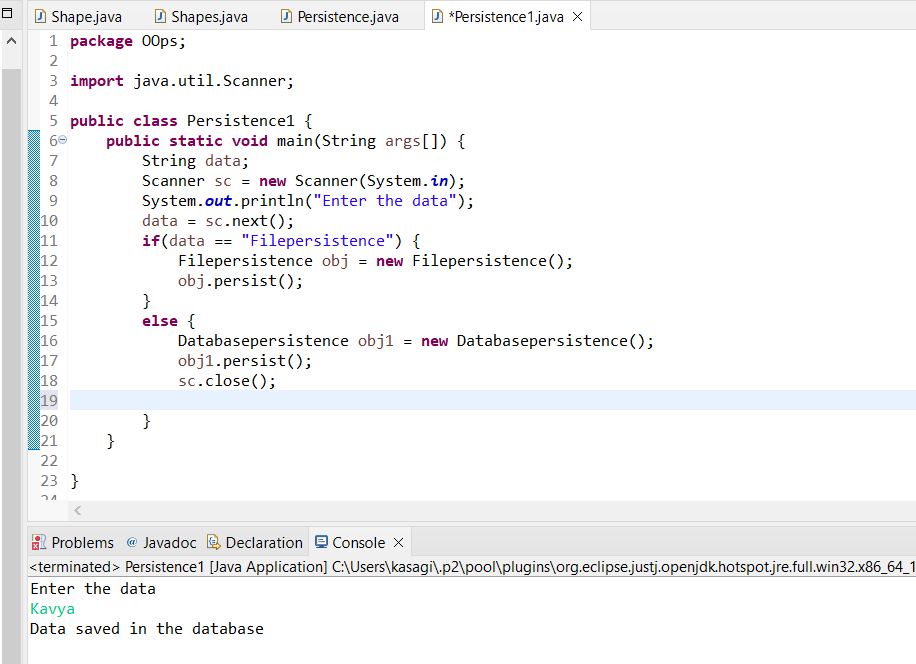 Shape.java Shapes.java Persistence.java *Persistence1.java
1 package OOps;
2
3 import java.util.Scanner;
4
5 public class Persistence1 {
6 public static void main(String args[]) {
7 String data;
8 Scanner sc = new Scanner(System.in);
9 System.out.println("Enter the data");
10 data = sc.next();
11 if(data == "Filepersistence") {
12 Filepersistence obj = new Filepersistence();
13 obj.persist();
14 }
15 else {
16 Databasepersistence obj1 = new Databasepersistence();
17 obj1.persist();
18 sc.close();
19
20 }
21 }
22
23 }
24
Problems @ Javadoc Declaration Console
<terminated> Persistence1 [Java Application] C:\Users\kasagi\.p2\pool\plugins\org.eclipse.justj.openjdk.hotspot.jre.full.win32.x86_64_1
Enter the data
Kavya
Data saved in the database